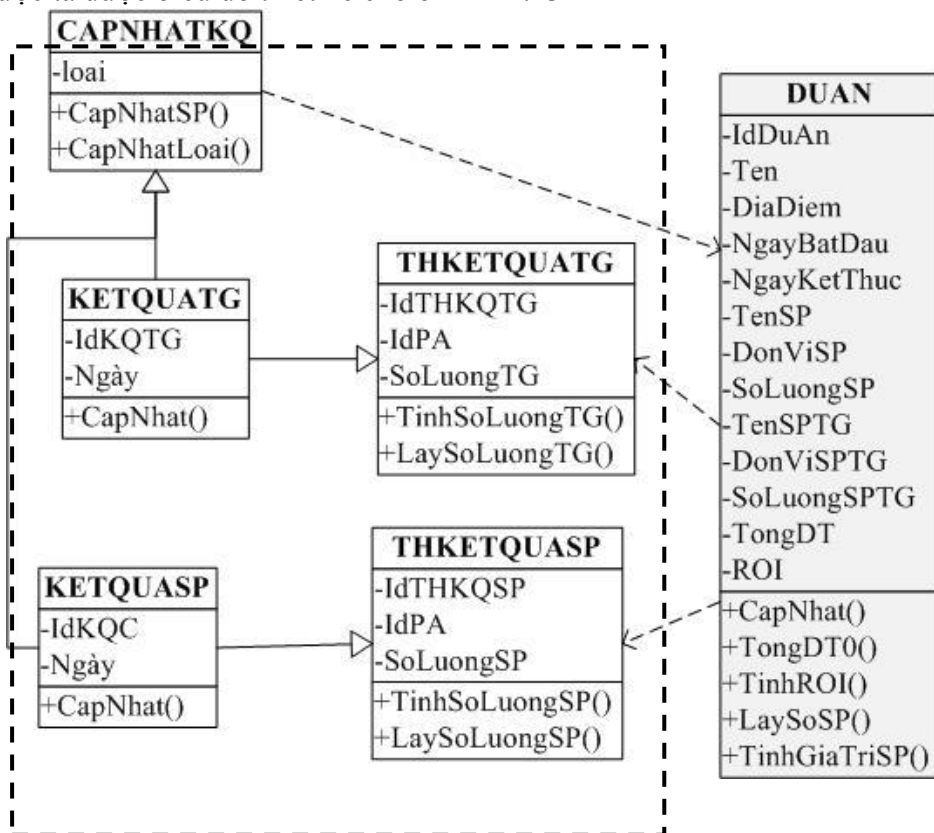 CAPNHATKQ
-loai
+CapNhatSP()
+CapNhatLoai()
KETQUATG
-IdKQTG
-Ngày
+CapNhat()
THKETQUATG
-IdTHKQTG
-IdPA
-SoLuongTG
+TinhSoLuongTG()
+LaySoLuongTG()
KETQUASP
-IdKQC
-Ngày
+CapNhat()
THKETQUASP
-IdTHKQSP
-IdPA
-SoLuongSP
+TinhSoLuongSP()
+LaySoLuongSP()
DUAN
-IdDuAn
-Ten
-DiaDiem
-NgayBatDau
-NgayKetThuc
-TenSP
-DonViSP
-SoLuongSP
-TenSPTG
-DonViSPTG
-SoLuongSPTG
-TongDT
-ROI
+CapNhat()
+TongDT0()
+TinhROI()
+LaySoSP()
+TinhGiaTriSP()